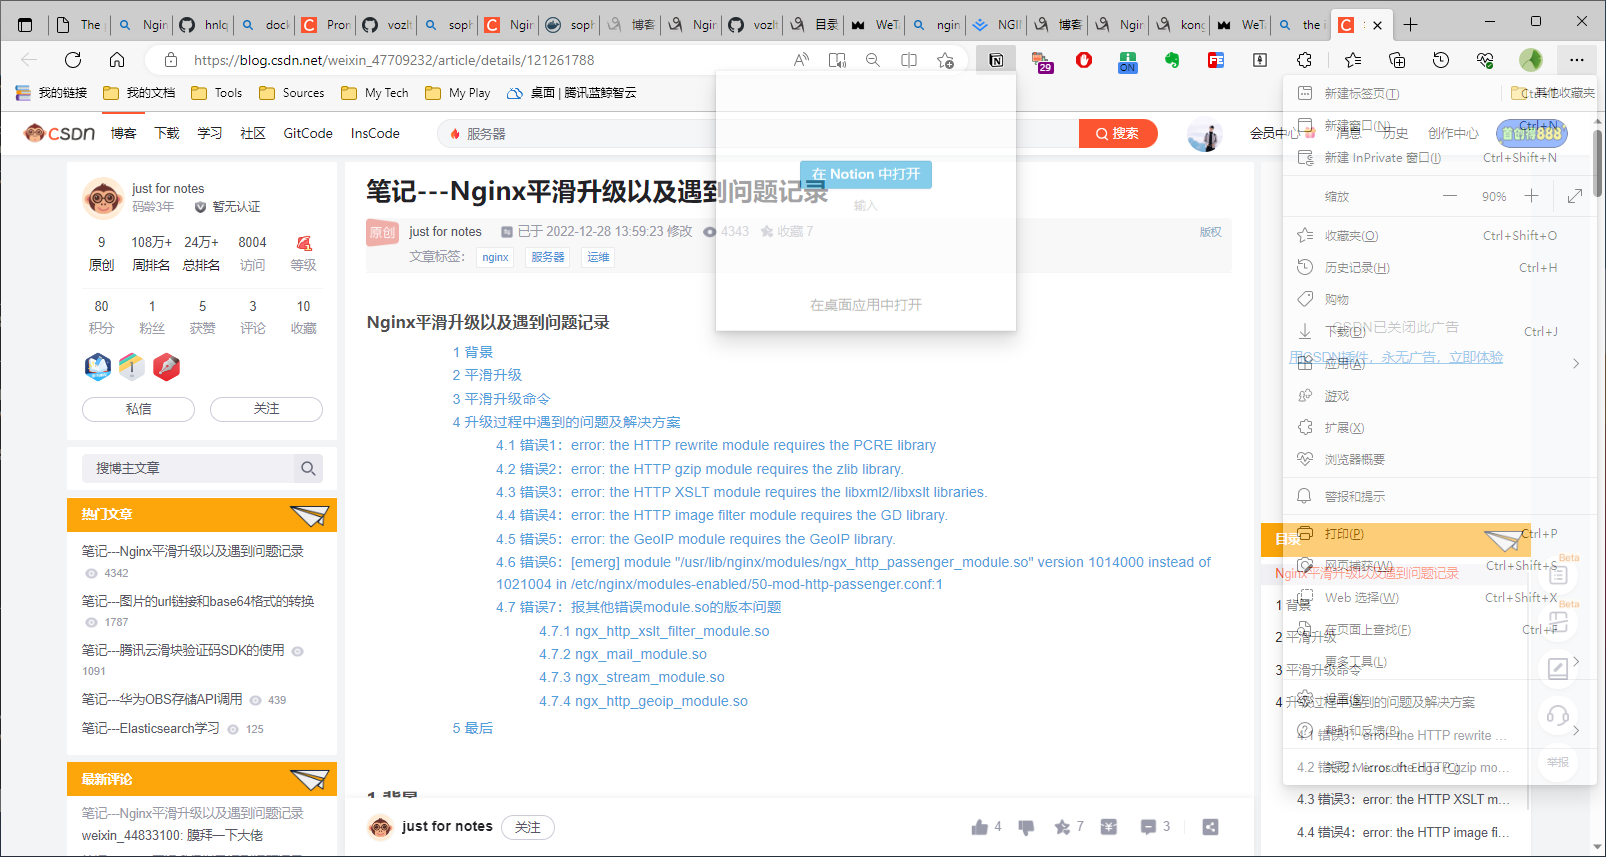 The
Ngin
hnlq
dock
Pron
vozlt
soph
Ngin
soph
博客
Ngin
vozlt
目录
WeT
ngin
NGII
博客
Ngin
kong
WeT
the i
https://blog.csdn.net/weixin_47709232/article/details/121261788
29
ON
我的链接
我的文档
Tools
Sources
My Tech
My Play
桌面 | 腾讯蓝鲸智云
其他收藏夹
CSDN
博客
下载
学习
社区
GitCode
InsCode
服务器
搜索
会员中心
消息
历史
创作中心
首创得888
just for notes
码龄3年
暂无认证
9
108万+
24万+
8004
原创
周排名
总排名
访问
等级
80
1
5
3
10
积分
粉丝
获赞
评论
收藏
私信
关注
搜博主文章
热门文章
笔记---Nginx平滑升级以及遇到问题记录
4342
笔记---图片的url链接和base64格式的转换
1787
笔记---腾讯云滑块验证码SDK的使用
1091
笔记---华为OBS存储API调用 439
笔记---Elasticsearch学习 125
最新评论
笔记---Nginx平滑升级以及遇到问题记录
weixin_44833100: 膜拜一下大佬
笔记---Nginx平滑升级以及遇到问题记录
原创
just for notes
已于 2022-12-28 13:59:23 修改
4343
收藏 7
版权
文章标签：
nginx
服务器
运维
在 Notion 中打开
输入
在桌面应用中打开
Nginx平滑升级以及遇到问题记录
1 背景
2 平滑升级
3 平滑升级命令
4 升级过程中遇到的问题及解决方案
4.1 错误1：error: the HTTP rewrite module requires the PCRE library
4.2 错误2：error: the HTTP gzip module requires the zlib library.
4.3 错误3：error: the HTTP XSLT module requires the libxml2/libxslt libraries.
4.4 错误4：error: the HTTP image filter module requires the GD library.
4.5 错误5：error: the GeoIP module requires the GeoIP library.
4.6 错误6：[emerg] module "/usr/lib/nginx/modules/ngx_http_passenger_module.so" version 1014000 instead of
1021004 in /etc/nginx/modules-enabled/50-mod-http-passenger.conf:1
4.7 错误7：报其他错误module.so的版本问题
4.7.1 ngx_http_xslt_filter_module.so
4.7.2 ngx_mail_module.so
4.7.3 ngx_stream_module.so
4.7.4 ngx_http_geoip_module.so
5 最后
1 背景
just for notes
关注
4
7
3
新建标签页(T)
新建窗口(N) Ctrl+N
新建 InPrivate 窗口(I) Ctrl+Shift+N
缩放
90%
收藏夹(O) Ctrl+Shift+O
历史记录(H) Ctrl+H
购物
下载(D) Ctrl+J
应用(A)
游戏
扩展(X)
浏览器概要
警报和提示
打印(P) Ctrl+P
网页捕获(W) Ctrl+Shift+S
Web 选择(W) Ctrl+Shift+X
在页面上查找(F) Ctrl+F
更多工具(L)
设置(S)
帮助和反馈(B)
关闭 Microsoft Edge (C)
CSDN已关闭此广告
用CSDN插件，永无广告，立即体验
目录
Nginx平滑升级以及遇到问题记录
1 背景
2 平滑升级
3 平滑升级命令
4 升级过程中遇到的问题及解决方案
4.1 错误1：error: the HTTP rewrite ...
4.2 错误2：error: the HTTP gzip mo...
4.3 错误3：error: the HTTP XSLT m...
4.4 错误4：error: the HTTP image fi...
Beta
Beta
举报